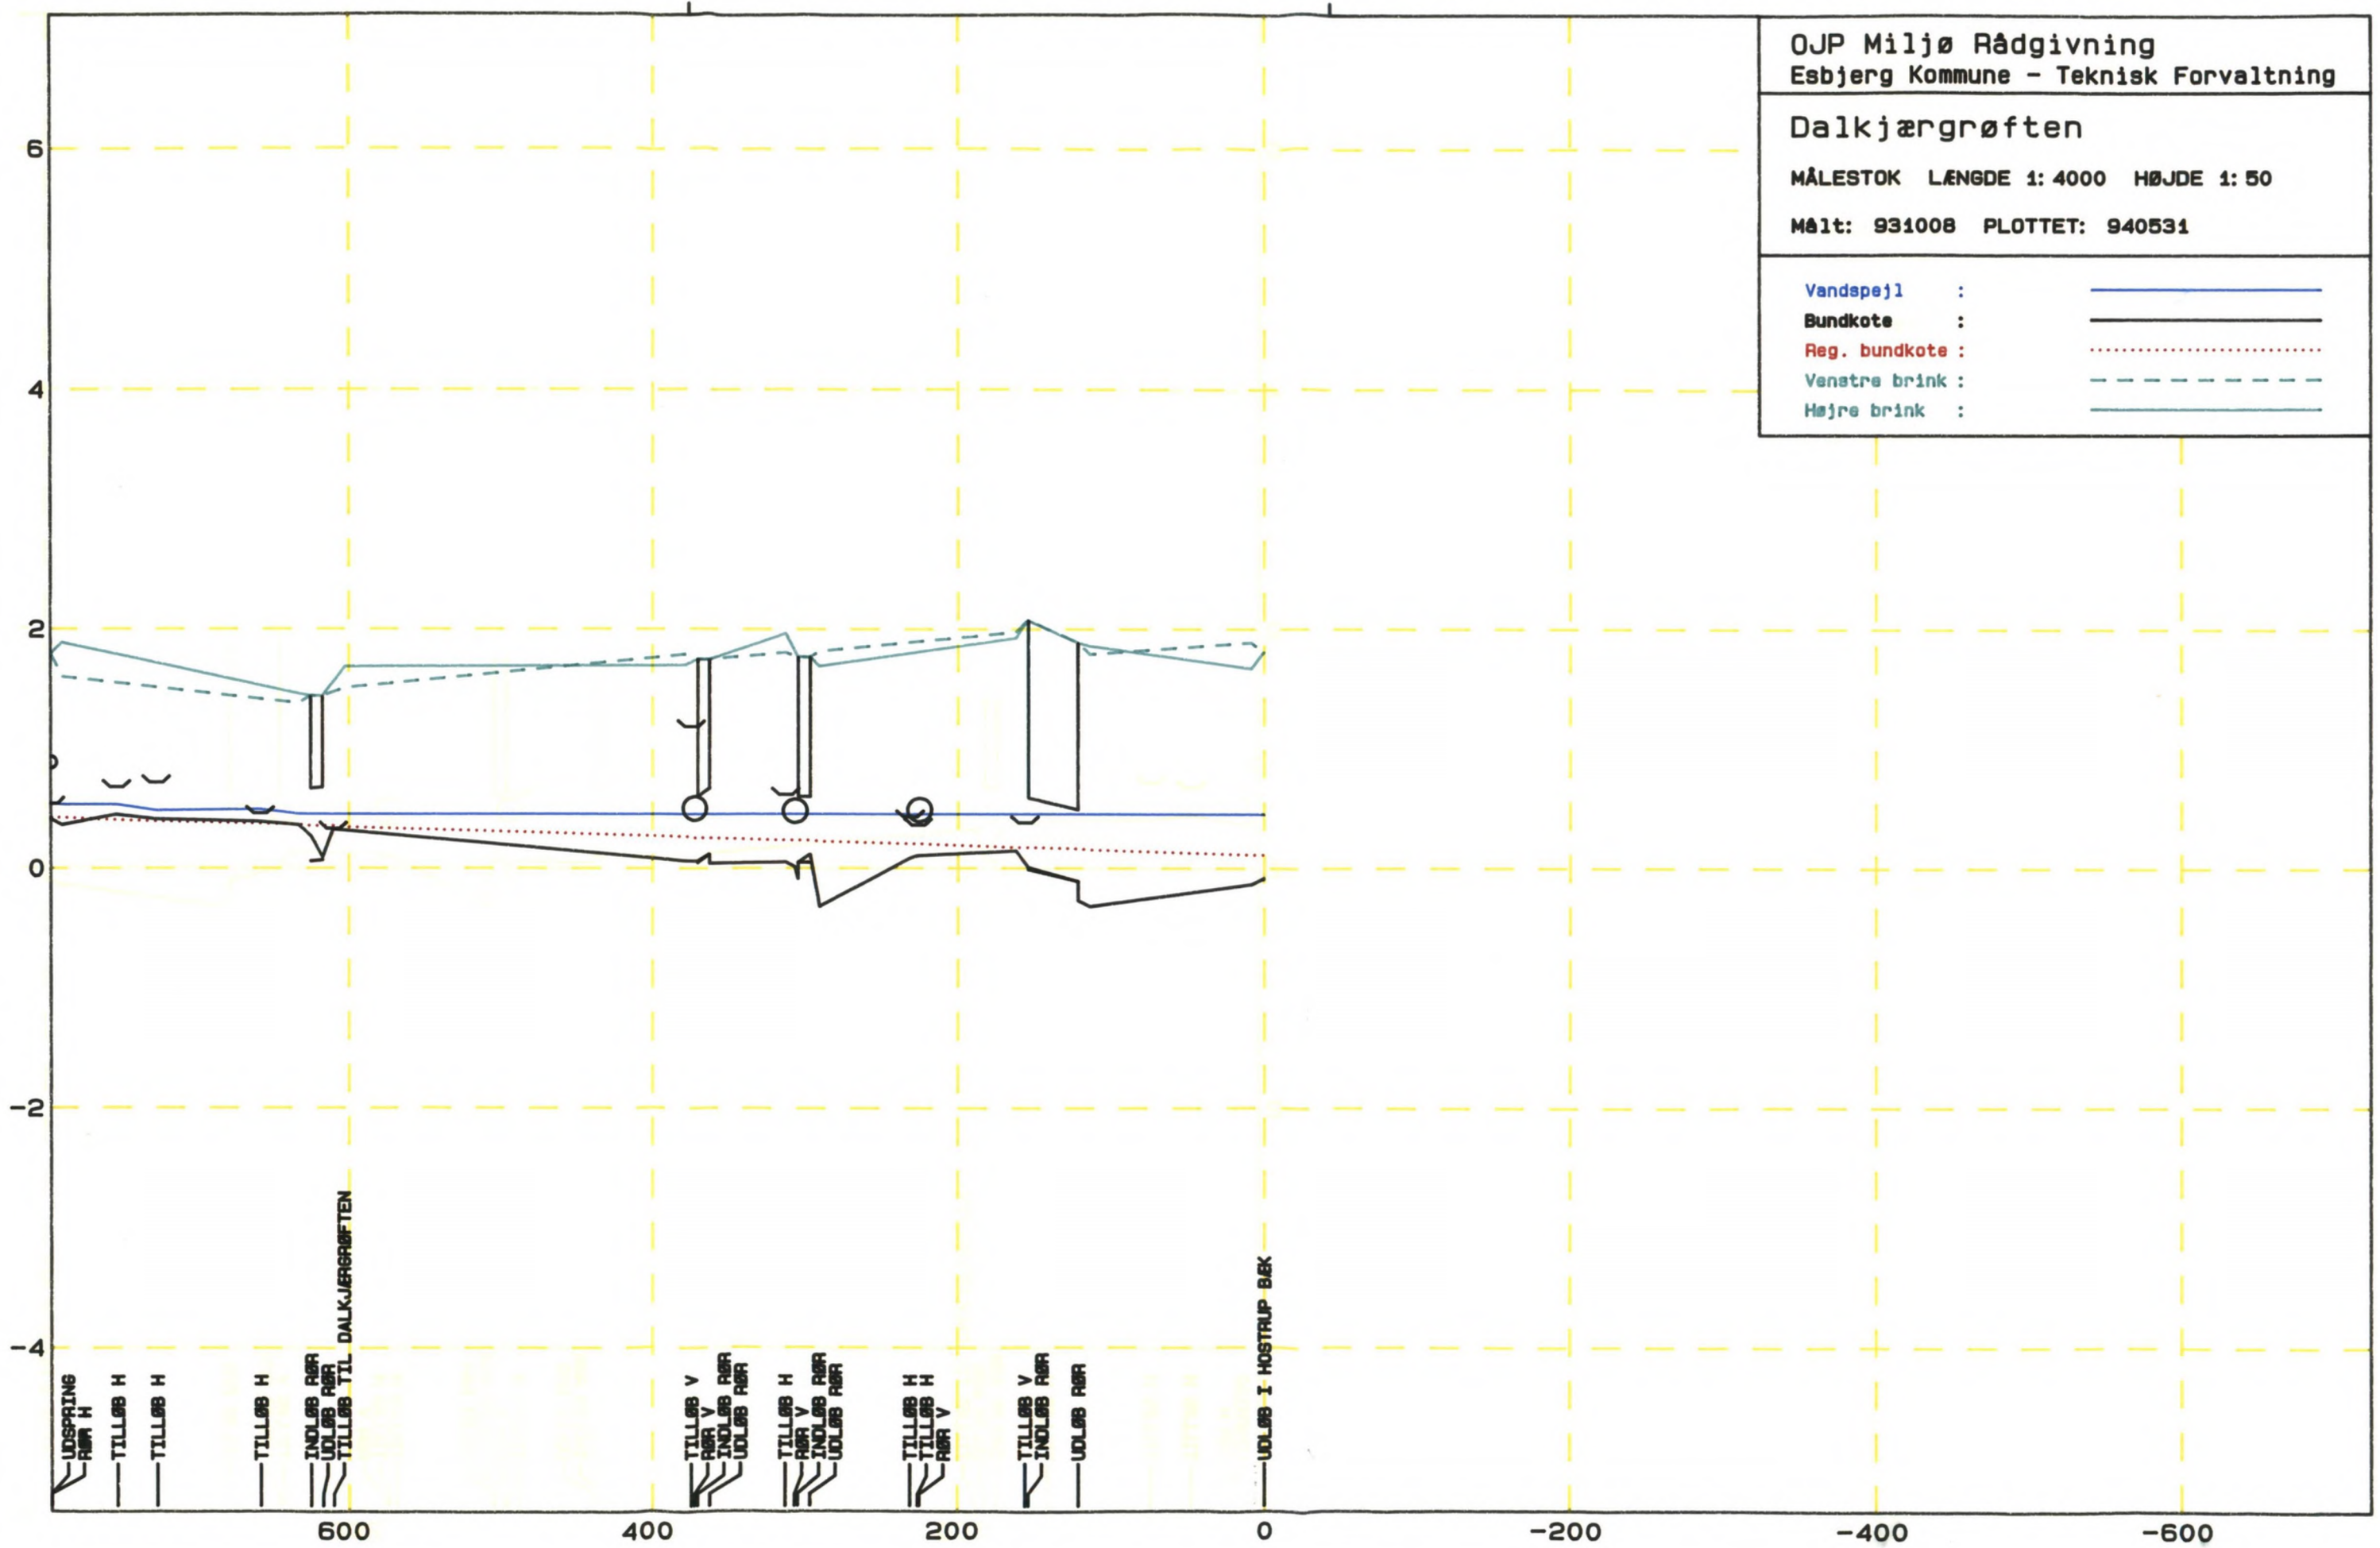 OJP Miljø Rådgivning
Esbjerg Kommune - Teknisk Forvaltning
Dalkjærgrøften
MÅLESTOK LÆNGDE 1: 4000 HØJDE 1: 50
Målt: 931008 PLOTTET: 940531
Vandspejl :
Bundkote :
Reg. bundkote :
Venstre brink :
Højre brink :
6
4
2
0
-2
-4
UDSPRING
RØR H
TILLØB H
TILLØB H
TILLØB H
INDLØB RØR
UDLØB RØR
TILLØB TIL DALKJÆRGRØFTEN
TILLØB V
RØR V
INDLØB RØR
UDLØB RØR
TILLØB H
RØR V
INDLØB RØR
UDLØB RØR
TILLØB H
TILLØB H
RØR V
TILLØB V
INDLØB RØR
UDLØB RØR
UDLØB I HOSTRUP BÆK
600
400
200
0
-200
-400
-600